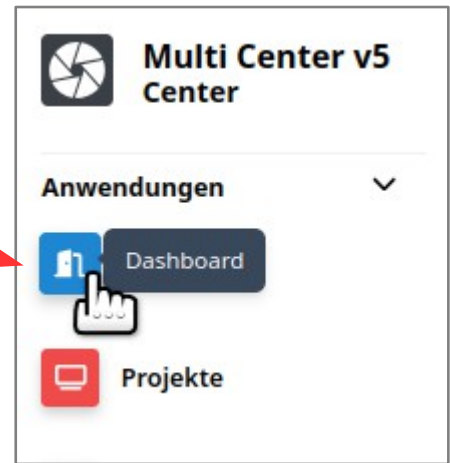 Multi Center v5
Center
Anwendungen
Dashboard
Projekte